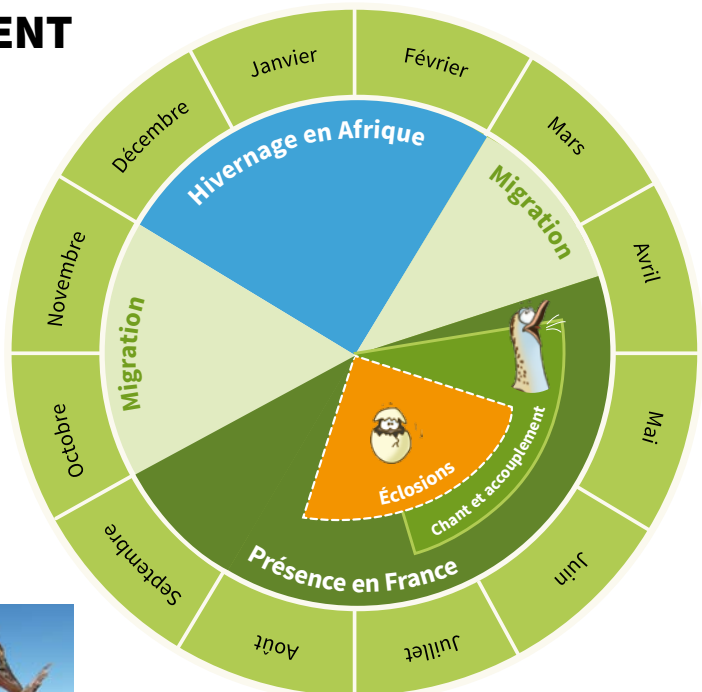 ENT
Janvier
Février
Mars
Avril
Mai
Juin
Juillet
Août
Septembre
Octobre
Novembre
Décembre
Hivernage en Afrique
Migration
Migration
Présence en France
Chant et accouplement
Éclosions